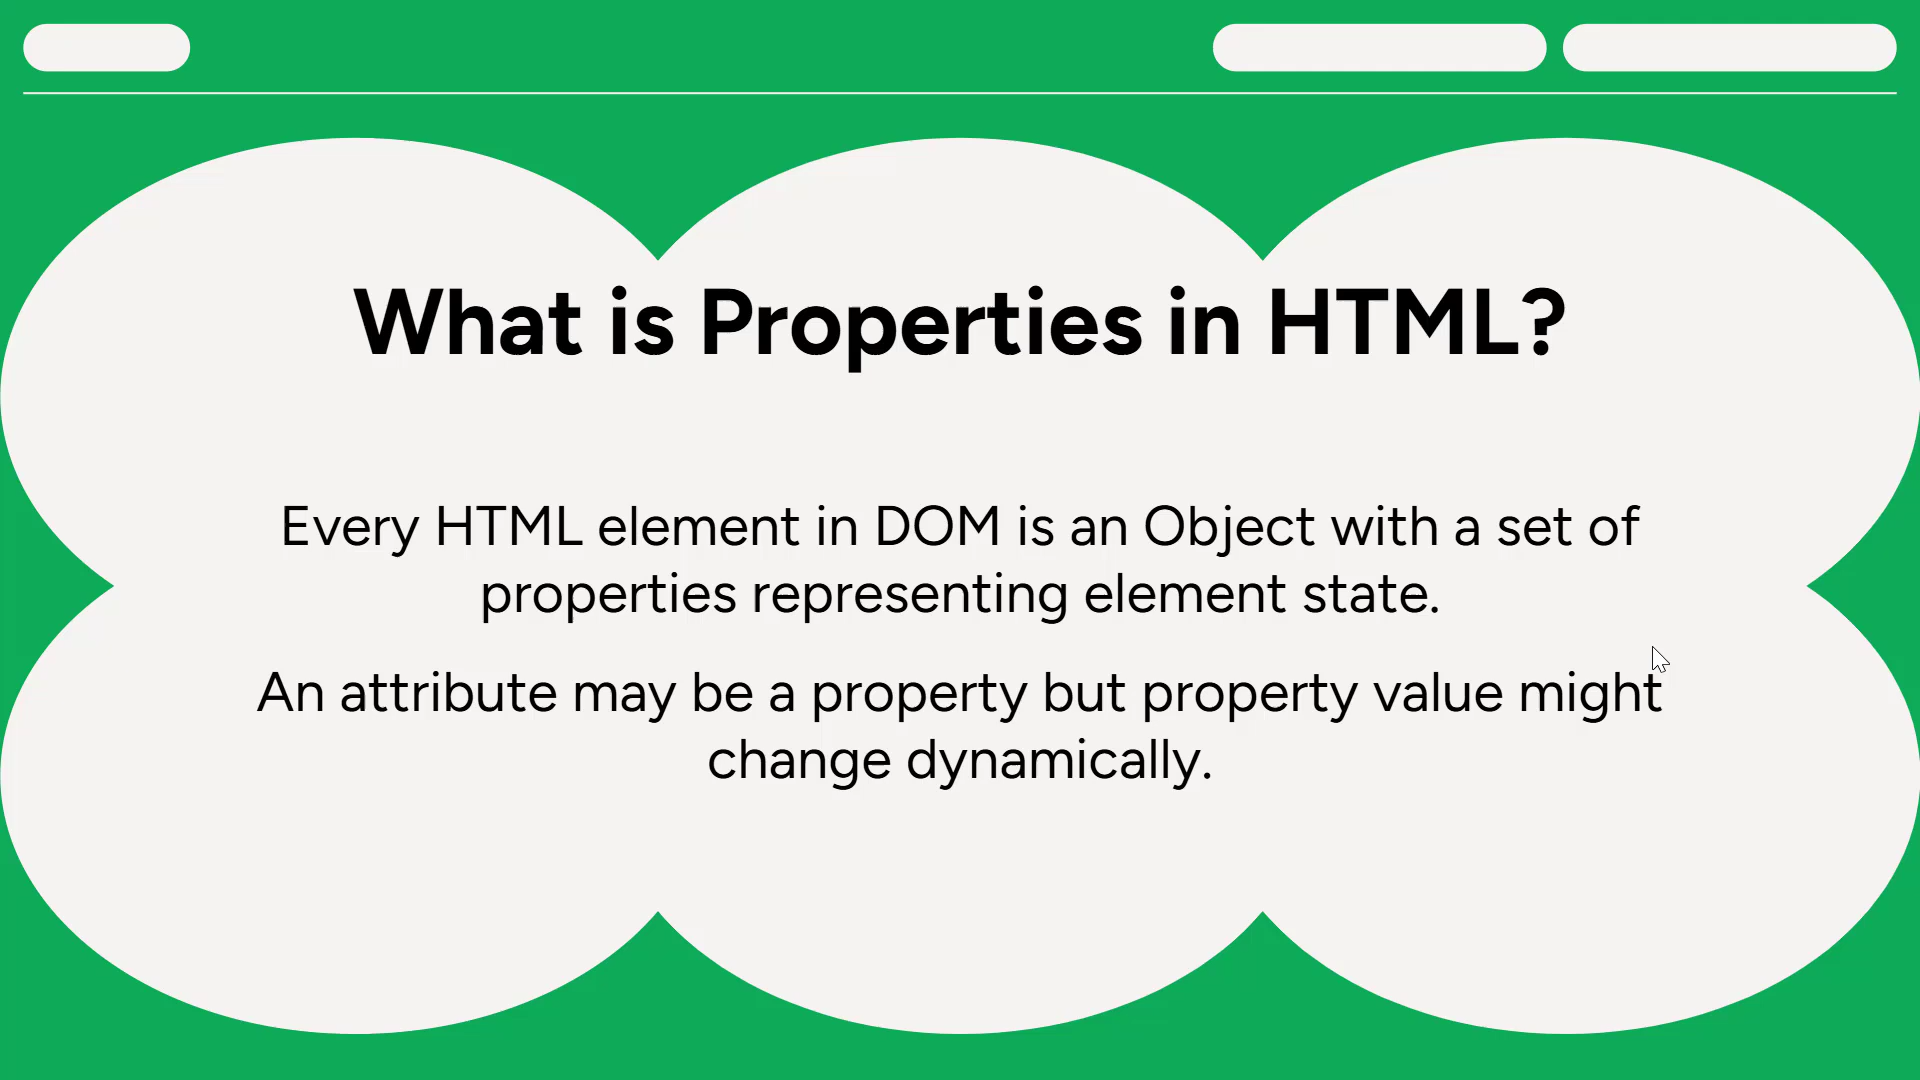 What is Properties in HTML?
Every HTML element in DOM is an Object with a set of
properties representing element state.
An attribute may be a property but property value might
change dynamically.